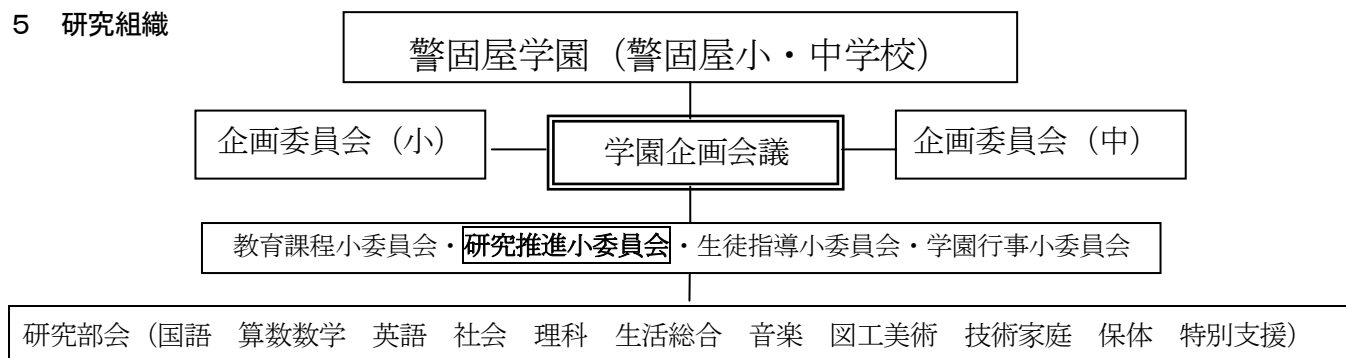 ５　研究組織
警固屋学園（警固屋小・中学校）
企画委員会（小）
学園企画会議
企画委員会（中）
教育課程小委員会・研究推進小委員会・生徒指導小委員会・学園行事小委員会
研究部会（国語　算数数学　英語　社会　理科　生活総合　音楽　図工美術　技術家庭　保体　特別支援）